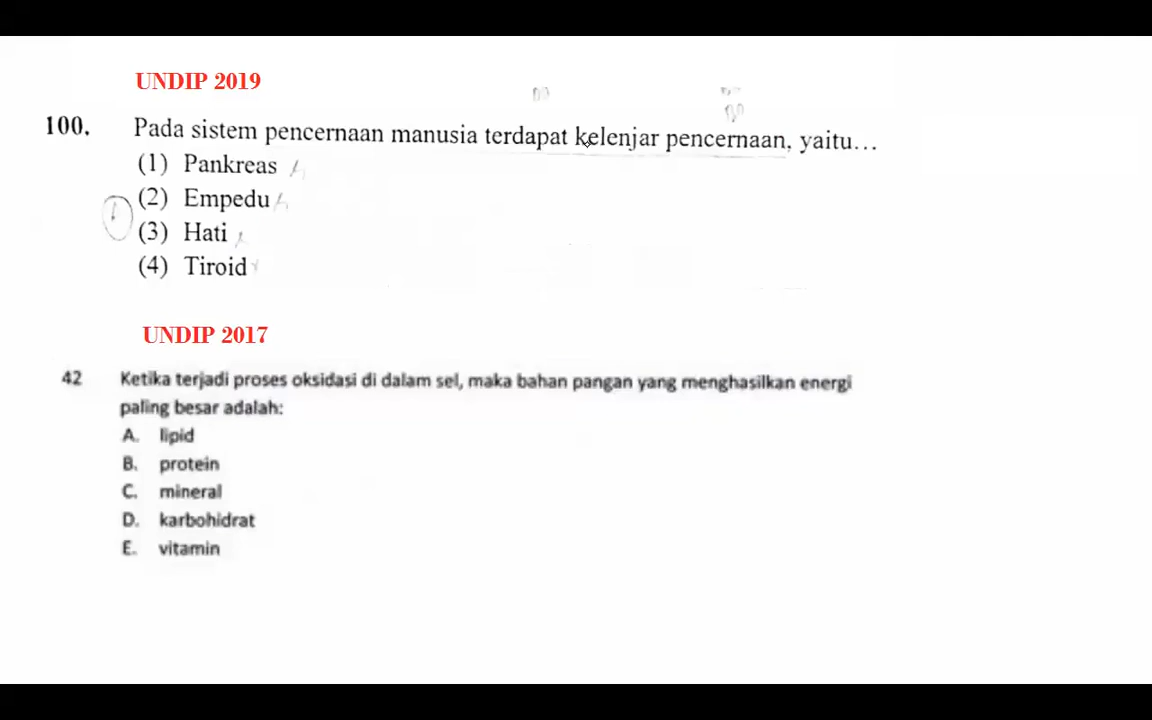 UNDIP 2019
100. Pada sistem pencernaan manusia terdapat kelenjar pencernaan, yaitu...
(1) Pankreas
(2) Empedu
(3) Hati
(4) Tiroid
UNDIP 2017
42 Ketika terjadi proses oksidasi di dalam sel, maka bahan pangan yang menghasilkan energi
paling besar adalah:
A. lipid
B. protein
C. mineral
D. karbohidrat
E. vitamin